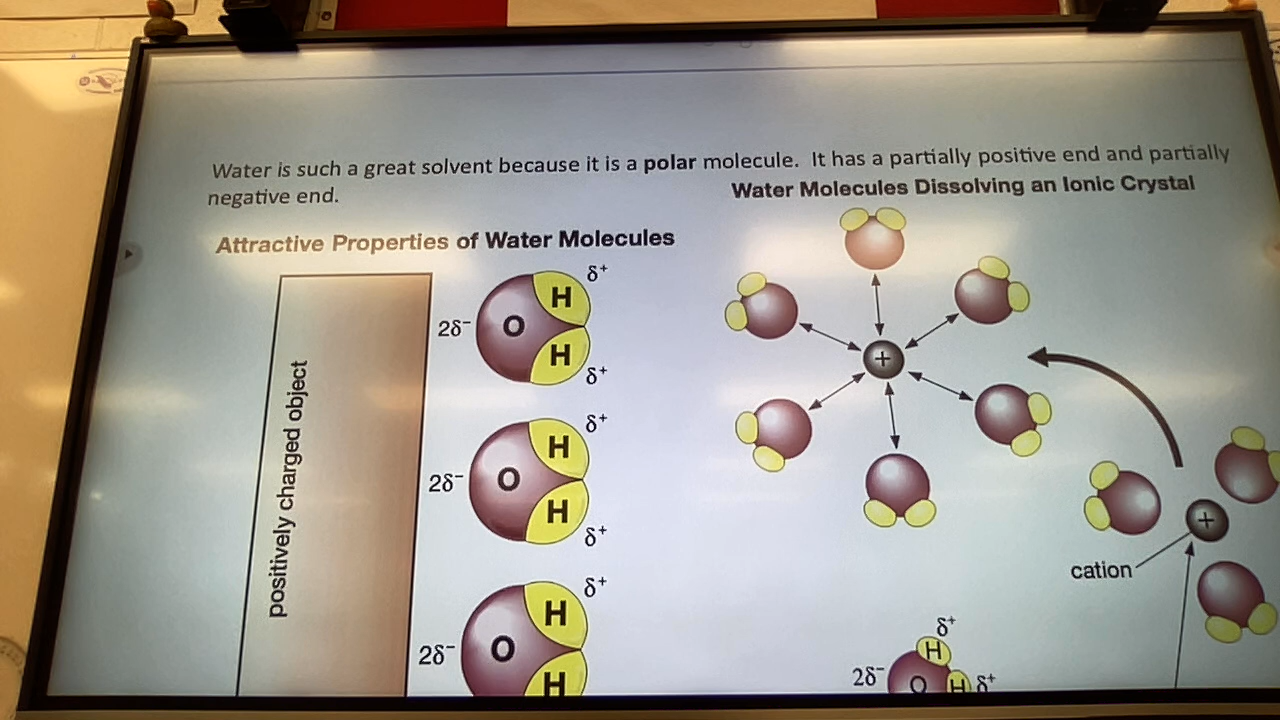 Water is such a great solvent because it is a polar molecule. It has a partially positive end and partially
negative end.
Water Molecules Dissolving an Ionic Crystal
Attractive Properties of Water Molecules
positively charged object
2δ⁻
O
H
H
δ⁺
δ⁺
2δ⁻
O
H
H
δ⁺
δ⁺
2δ⁻
O
H
H
δ⁺
+
+
cation
2δ⁻
O
H
H
δ⁺
δ⁺